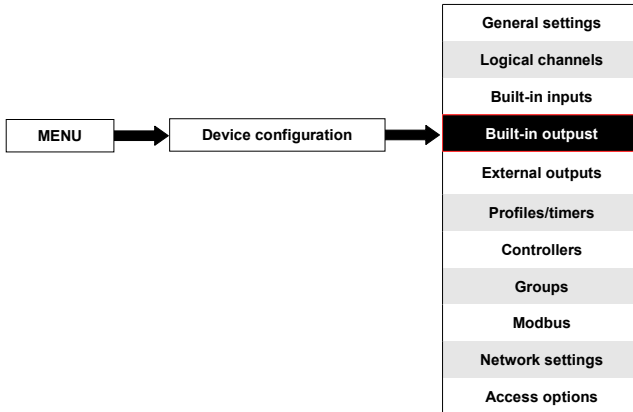 General settings
Logical channels
Built-in inputs
MENU
Device configuration
Built-in outpust
External outputs
Profiles/timers
Controllers
Groups
Modbus
Network settings
Access options